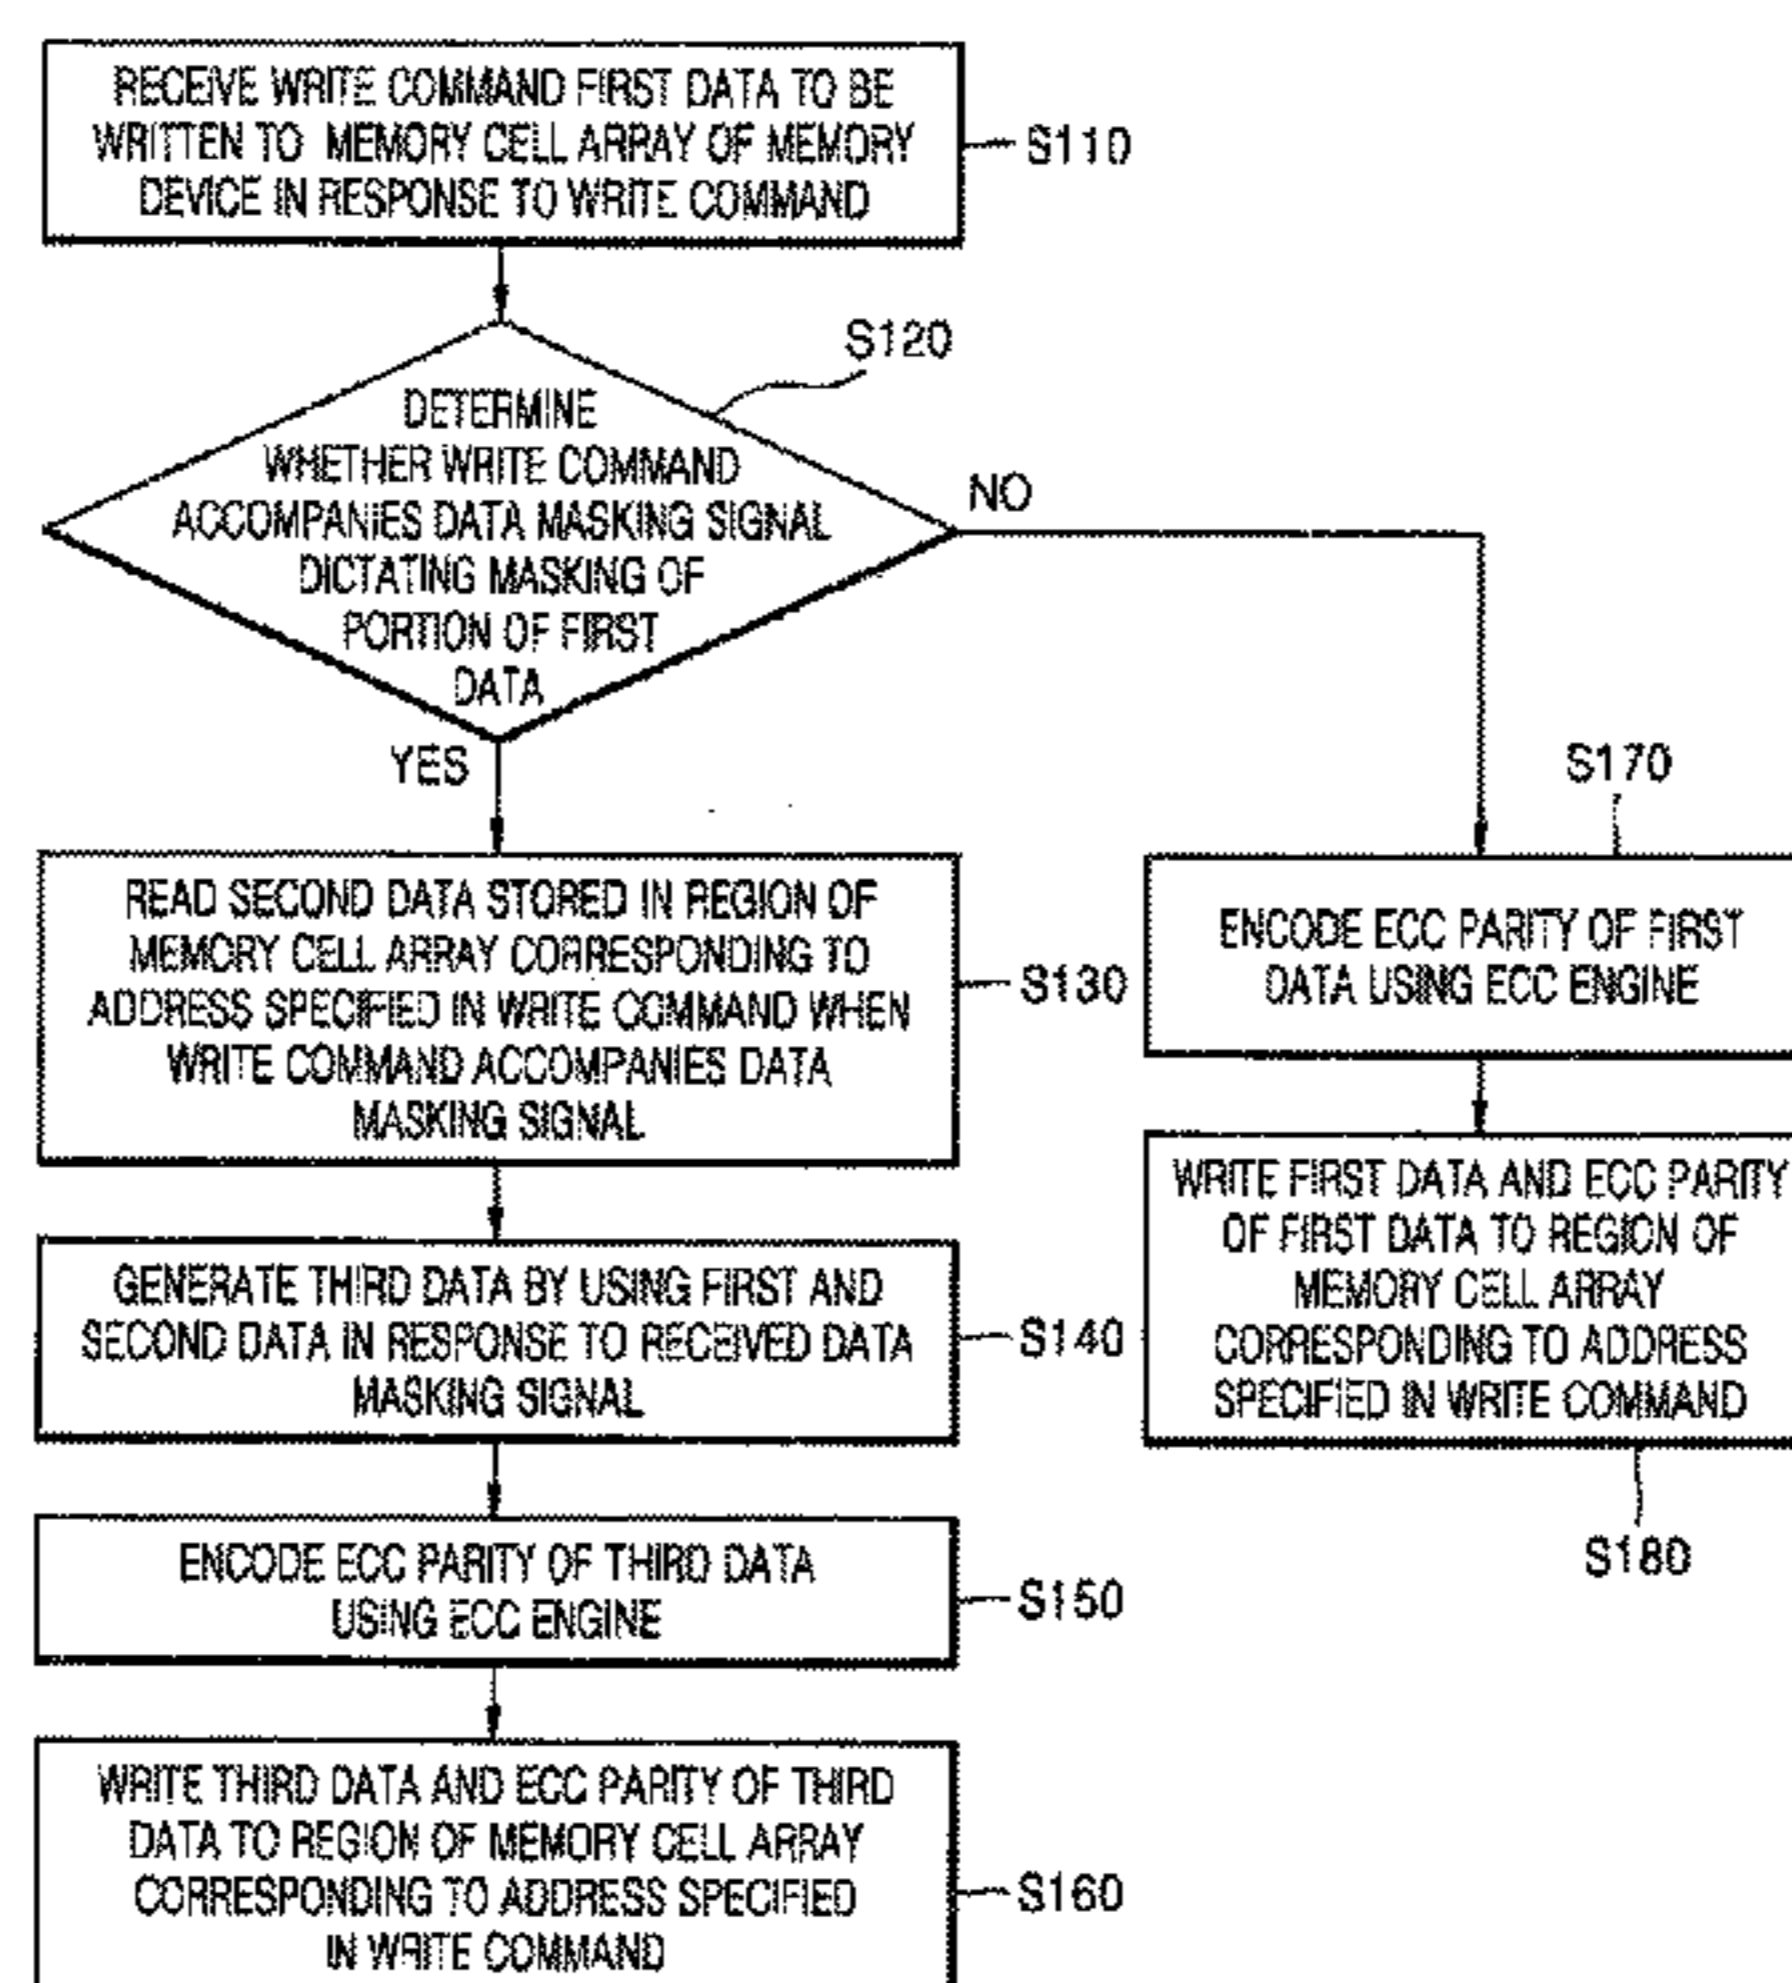 RECEIVE WRITE COMMAND FIRST DATA TO BE
WRITTEN TO MEMORY CELL ARRAY OF MEMORY
DEVICE IN RESPONSE TO WRITE COMMAND
S110
S120
DETERMINE
WHETHER WRITE COMMAND
ACCOMPANIES DATA MASKING SIGNAL
DICTATING MASKING OF
PORTION OF FIRST
DATA
NO
YES
READ SECOND DATA STORED IN REGION OF
MEMORY CELL ARRAY CORRESPONDING TO
ADDRESS SPECIFIED IN WRITE COMMAND WHEN
WRITE COMMAND ACCOMPANIES DATA
MASKING SIGNAL
S130
GENERATE THIRD DATA BY USING FIRST AND
SECOND DATA IN RESPONSE TO RECEIVED DATA
MASKING SIGNAL
S140
ENCODE ECC PARITY OF THIRD DATA
USING ECC ENGINE
S150
WRITE THIRD DATA AND ECC PARITY OF THIRD
DATA TO REGION OF MEMORY CELL ARRAY
CORRESPONDING TO ADDRESS SPECIFIED
IN WRITE COMMAND
S160
S170
ENCODE ECC PARITY OF FIRST
DATA USING ECC ENGINE
WRITE FIRST DATA AND ECC PARITY
OF FIRST DATA TO REGION OF
MEMORY CELL ARRAY
CORRESPONDING TO ADDRESS
SPECIFIED IN WRITE COMMAND
S180